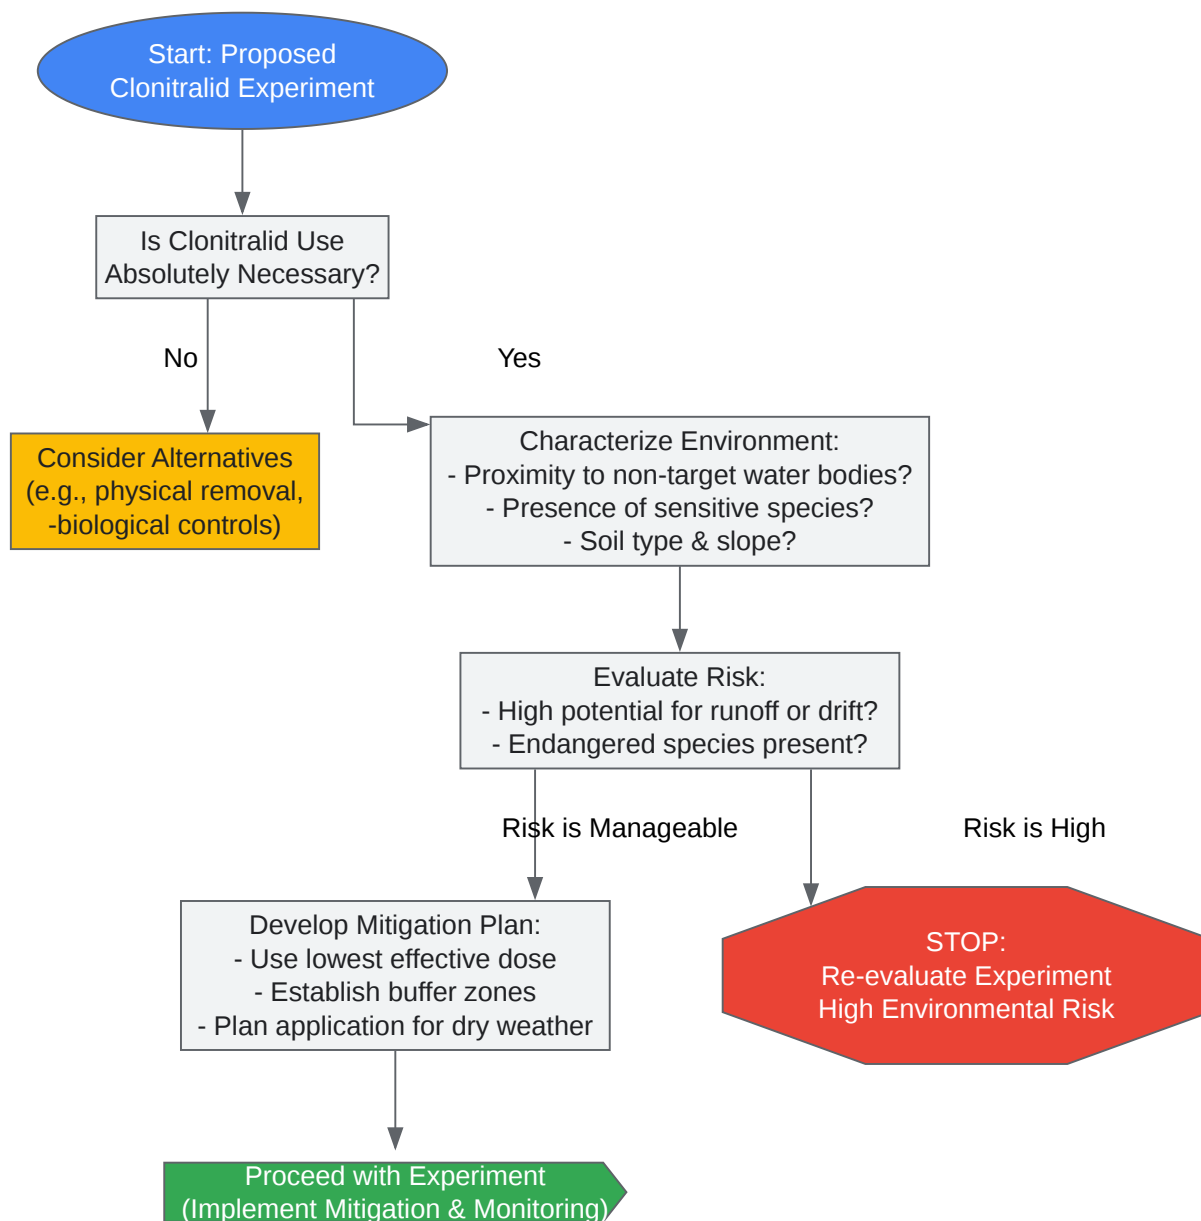 Start: Proposed
Clonitralid Experiment
Is Clonitralid Use
Absolutely Necessary?
No
Yes
Consider Alternatives
(e.g., physical removal,
-biological controls)
Characterize Environment:
- Proximity to non-target water bodies?
- Presence of sensitive species?
- Soil type & slope?
Evaluate Risk:
- High potential for runoff or drift?
- Endangered species present?
Risk is Manageable
Risk is High
Develop Mitigation Plan:
- Use lowest effective dose
- Establish buffer zones
- Plan application for dry weather
STOP:
Re-evaluate Experiment
High Environmental Risk
Proceed with Experiment
(Implement Mitigation & Monitoring)